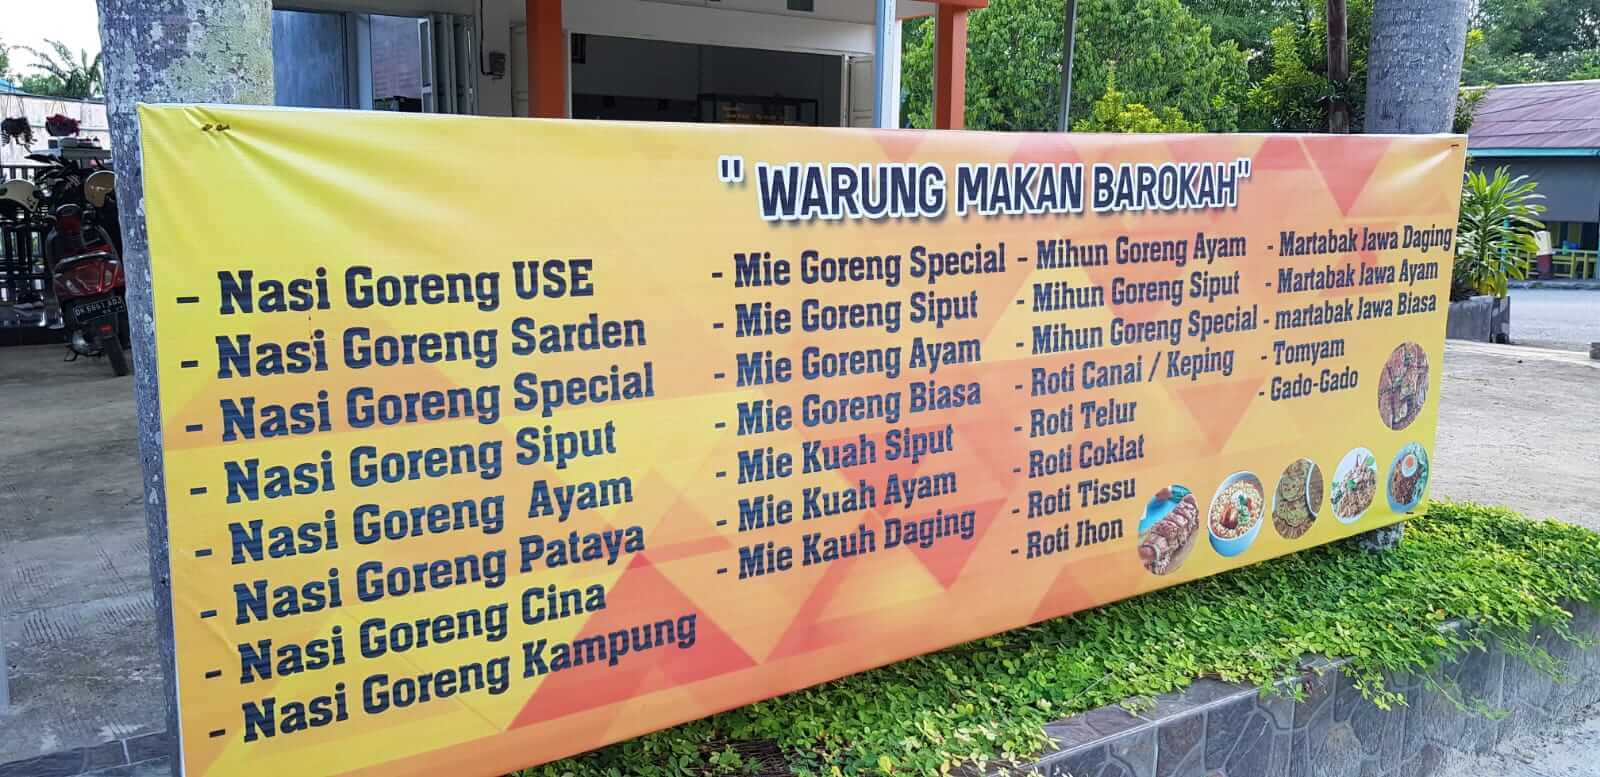 " WARUNG MAKAN BAROKAH"
- Nasi Goreng USE
- Nasi Goreng Sarden
- Nasi Goreng Special
- Nasi Goreng Siput
- Nasi Goreng Ayam
- Nasi Goreng Pataya
- Nasi Goreng Cina
- Nasi Goreng Kampung
- Mie Goreng Special
- Mie Goreng Siput
- Mie Goreng Ayam
- Mie Goreng Biasa
- Mie Kuah Siput
- Mie Kuah Ayam
- Mie Kauh Daging
- Mihun Goreng Ayam
- Mihun Goreng Siput
- Mihun Goreng Special
- Roti Canai / Keping
- Roti Telur
- Roti Coklat
- Roti Tissu
- Roti Jhon
- Martabak Jawa Daging
- Martabak Jawa Ayam
- martabak Jawa Biasa
- Tomyam
- Gado-Gado